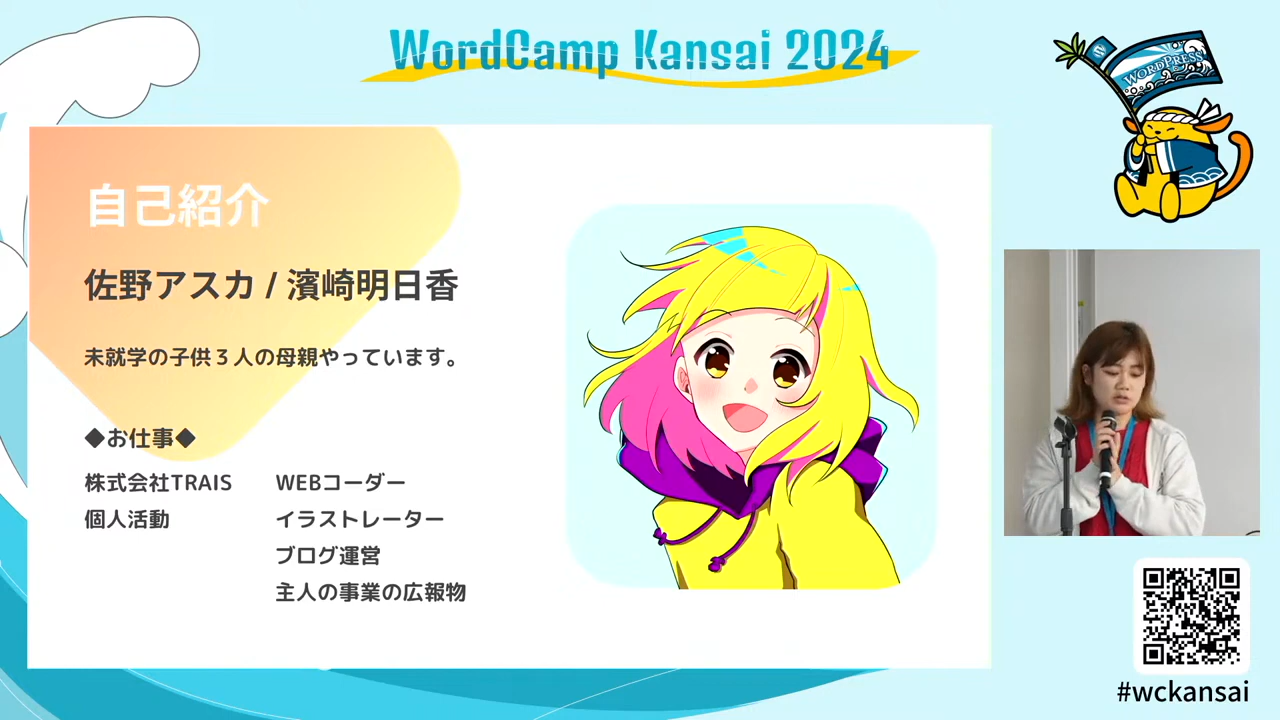 WordCamp Kansai 2024
W
WORDPRESS
自己紹介
佐野アスカ / 濱崎明日香
未就学の子供３人の母親やっています。
◆お仕事◆
株式会社TRAIS WEBコーダー
個人活動 イラストレーター
ブログ運営
主人の事業の広報物
#wckansai